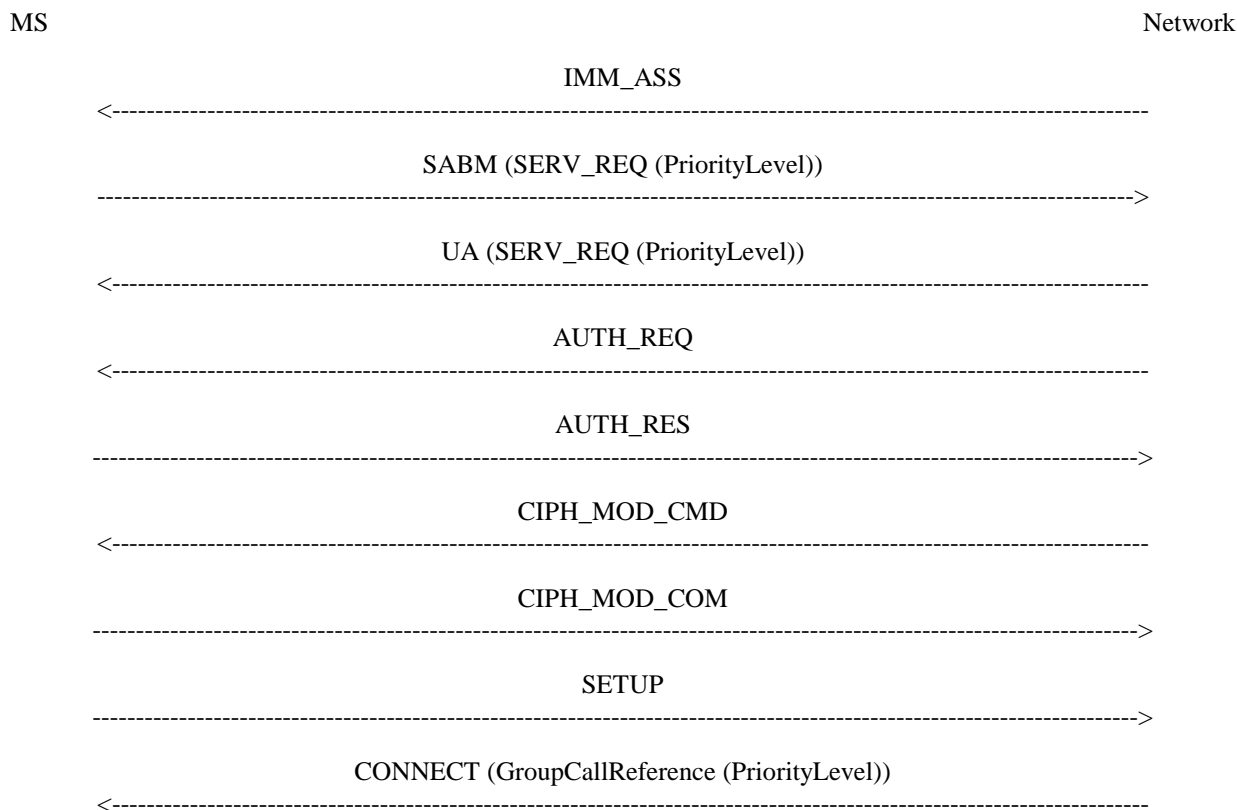 MS Network
IMM_ASS
<-----------------------------------------------------------------------------------------------------------------------
SABM (SERV_REQ (PriorityLevel))
----------------------------------------------------------------------------------------------------------------------->
UA (SERV_REQ (PriorityLevel))
<-----------------------------------------------------------------------------------------------------------------------
AUTH_REQ
<-----------------------------------------------------------------------------------------------------------------------
AUTH_RES
------------------------------------------------------------------------------------------------------------------------>
CIPH_MOD_CMD
<-----------------------------------------------------------------------------------------------------------------------
CIPH_MOD_COM
------------------------------------------------------------------------------------------------------------------------>
SETUP
------------------------------------------------------------------------------------------------------------------------>
CONNECT (GroupCallReference (PriorityLevel))
<-----------------------------------------------------------------------------------------------------------------------